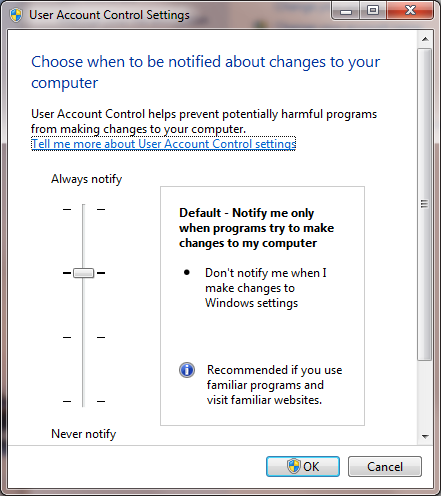 User Account Control Settings
Choose when to be notified about changes to your
computer
User Account Control helps prevent potentially harmful programs
from making changes to your computer.
Tell me more about User Account Control settings
Always notify
Default - Notify me only
when programs try to make
changes to my computer
Don't notify me when I
make changes to
Windows settings
Recommended if you use
familiar programs and
visit familiar websites.
Never notify
OK
Cancel